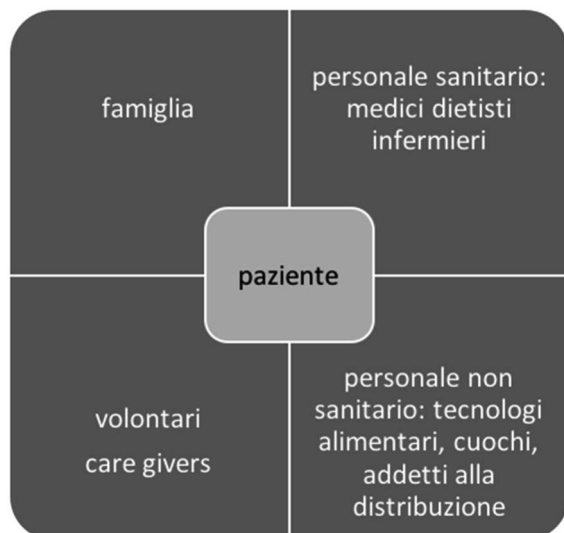 famiglia
personale sanitario:
medici dietisti
infermieri
paziente
volontari
care givers
personale non
sanitario: tecnologi
alimentari, cuochi,
addetti alla
distribuzione